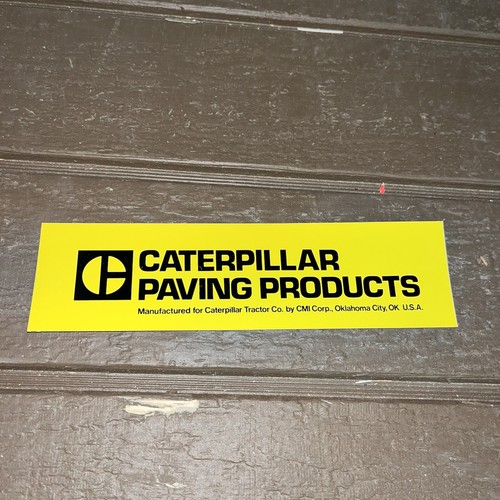 CATERPILLAR
PAVING PRODUCTS
Manufactured for Caterpillar Tractor Co. by CMI Corp., Oklahoma City, OK U.S.A.